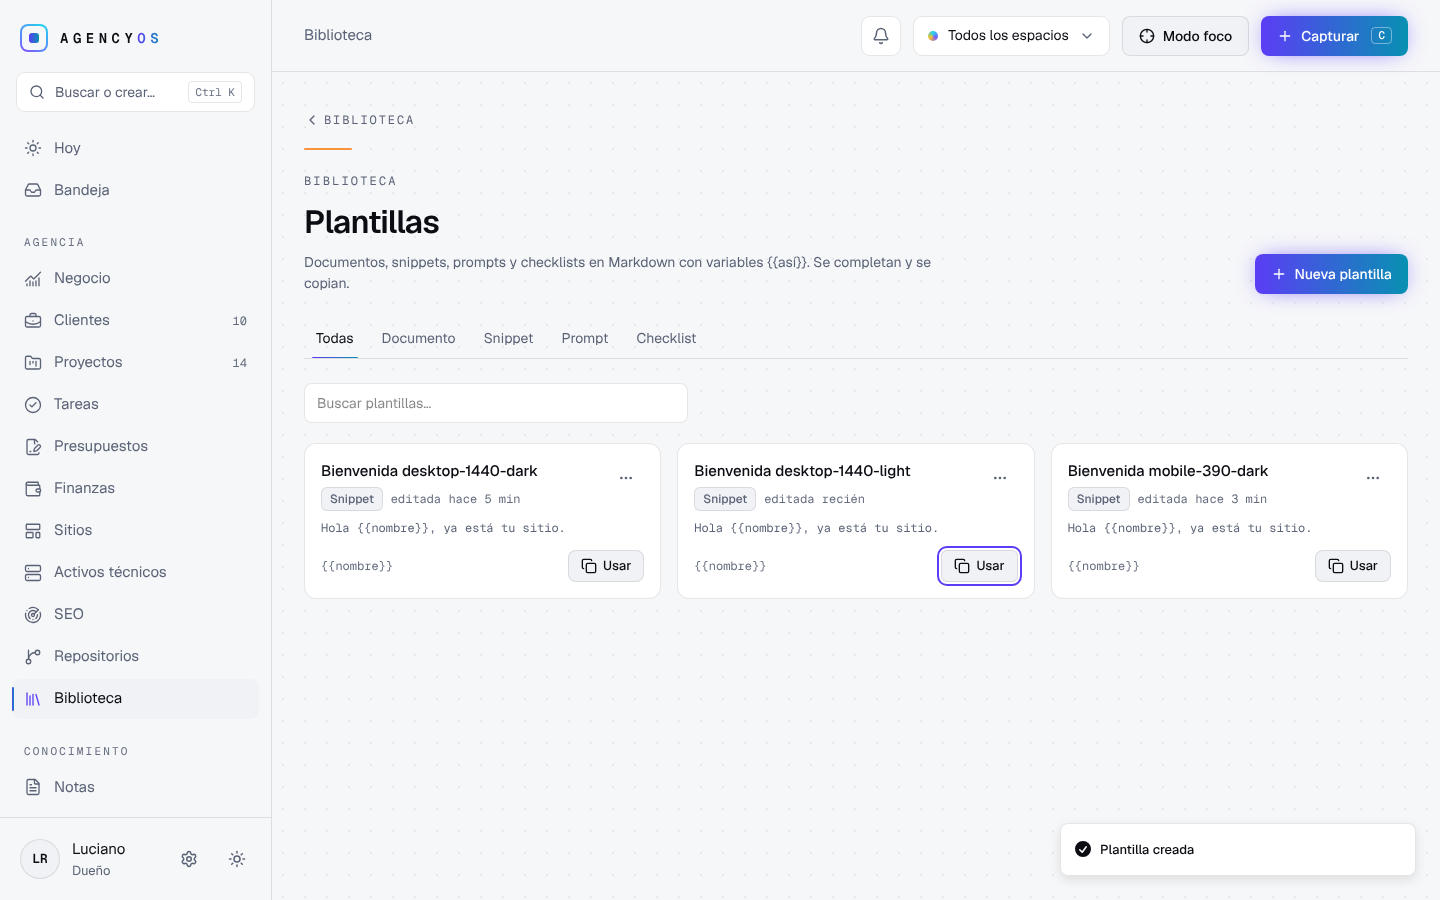 AGENCYOS
Buscar o crear... Ctrl K
Hoy
Bandeja
AGENCIA
Negocio
Clientes 10
Proyectos 14
Tareas
Presupuestos
Finanzas
Sitios
Activos técnicos
SEO
Repositorios
Biblioteca
CONOCIMIENTO
Notas
LR Luciano
Dueño
Biblioteca
Todos los espacios
Modo foco
Capturar C
BIBLIOTECA
BIBLIOTECA
Plantillas
Documentos, snippets, prompts y checklists en Markdown con variables {{así}}. Se completan y se
copian.
Nueva plantilla
Todas Documento Snippet Prompt Checklist
Buscar plantillas...
Bienvenida desktop-1440-dark
Snippet editada hace 5 min
Hola {{nombre}}, ya está tu sitio.
{{nombre}} Usar
Bienvenida desktop-1440-light
Snippet editada recién
Hola {{nombre}}, ya está tu sitio.
{{nombre}} Usar
Bienvenida mobile-390-dark
Snippet editada hace 3 min
Hola {{nombre}}, ya está tu sitio.
{{nombre}} Usar
Plantilla creada